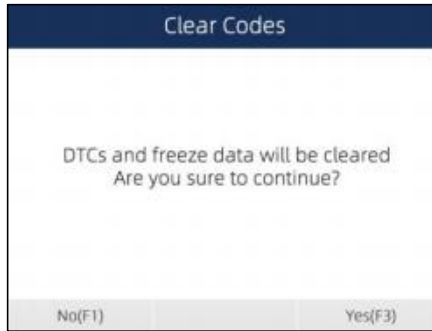 Clear Codes
DTCs and freeze data will be cleared
Are you sure to continue?
No(F1)
Yes(F3)